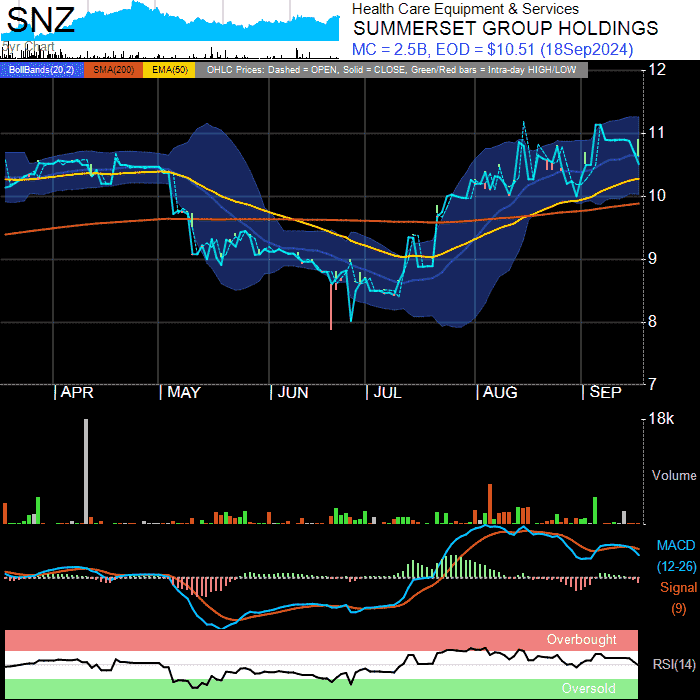 SNZ
Health Care Equipment & Services
SUMMERSET GROUP HOLDINGS
MC = 2.5B, EOD = $10.51 (18Sep2024)
5yr Chart
BollBands(20,2) SMA(200) EMA(50) OHLC Prices: Dashed = OPEN, Solid = CLOSE, Green/Red bars = Intra-day HIGH/LOW
12
11
10
9
8
7
APR MAY JUN JUL AUG SEP
18k
Volume
MACD
(12-26)
Signal
(9)
Overbought
RSI(14)
Oversold